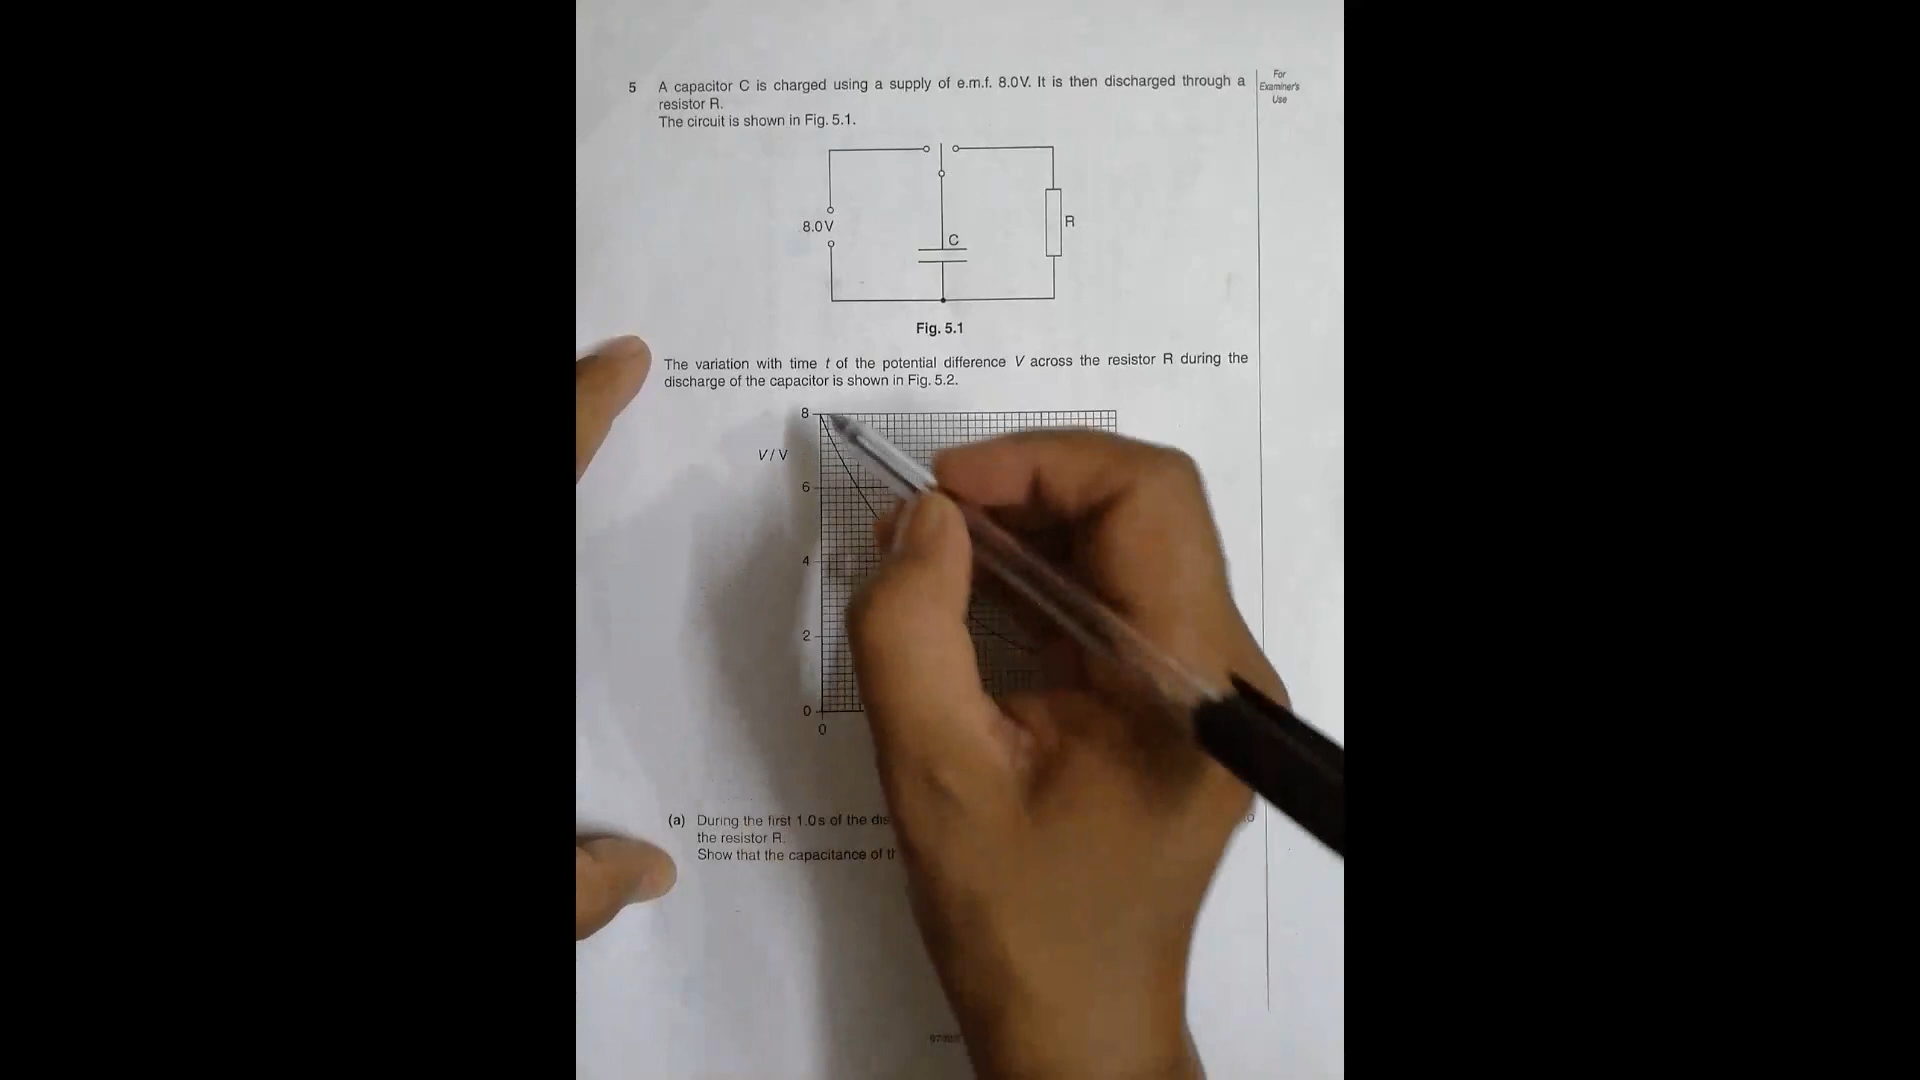 5 A capacitor C is charged using a supply of e.m.f. 8.0V. It is then discharged through a
resistor R.
The circuit is shown in Fig. 5.1.
For
Examiner's
Use
8.0V
C
R
Fig. 5.1
The variation with time t of the potential difference V across the resistor R during the
discharge of the capacitor is shown in Fig. 5.2.
8
V / V
6
4
2
0
0
(a) During the first 1.0s of the
the resistor R.
Show that the capacitance of